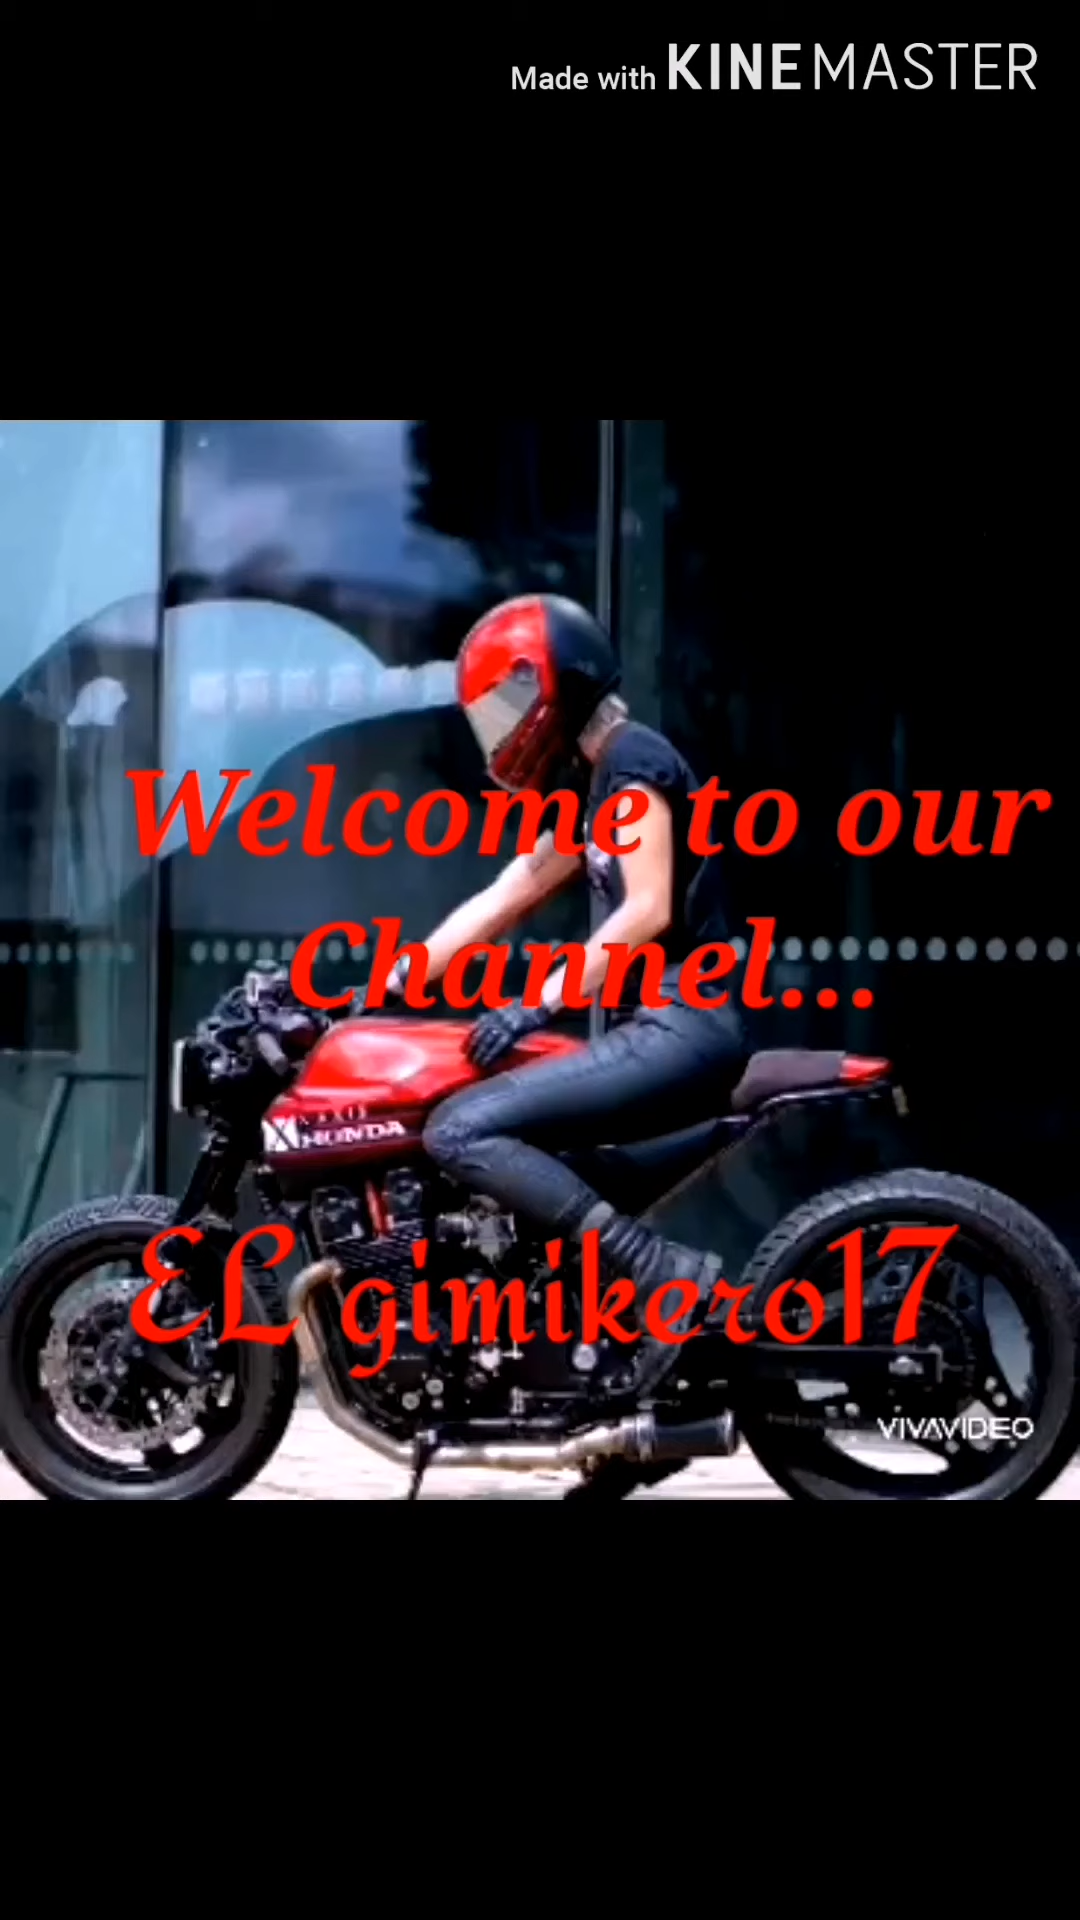 Made with KINEMASTER
Welcome to our
Channel...
HONDA
EL gimikero17
VIVAVIDEO